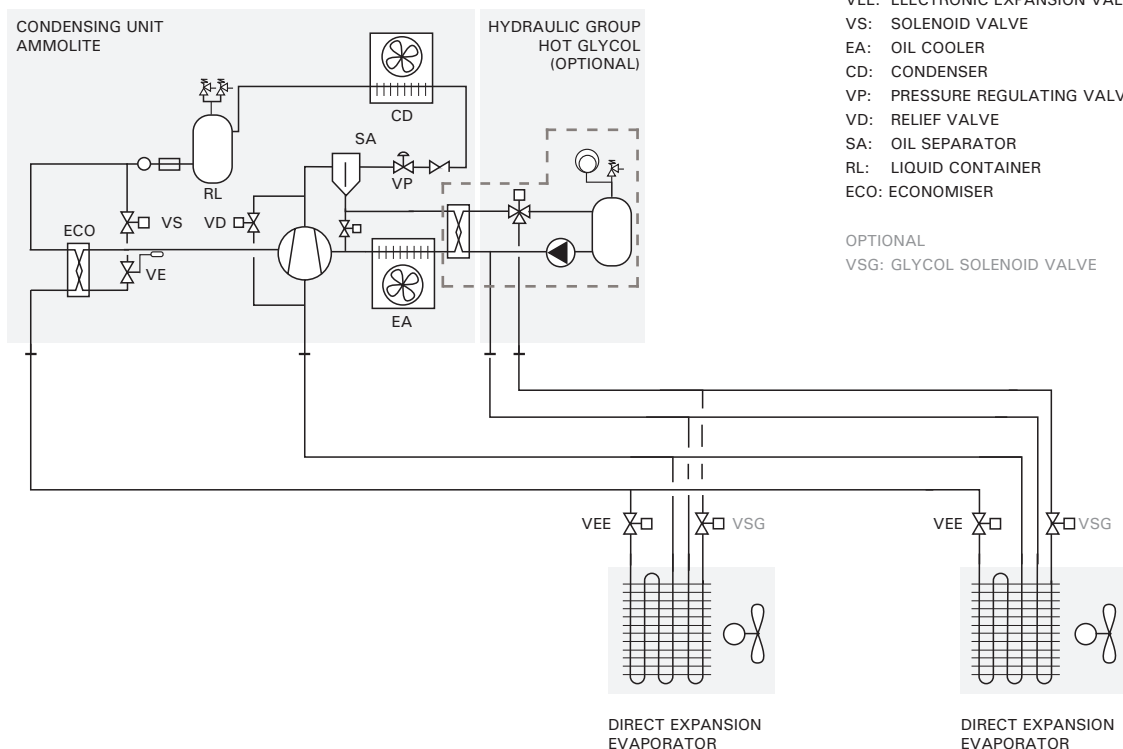 CONDENSING UNIT
AMMOLITE
HYDRAULIC GROUP
HOT GLYCOL
(OPTIONAL)
CD
SA
VP
RL
VS
VD
ECO
VE
EA
VS: SOLENOID VALVE
EA: OIL COOLER
CD: CONDENSER
VP: PRESSURE REGULATING
VD: RELIEF VALVE
SA: OIL SEPARATOR
RL: LIQUID CONTAINER
ECO: ECONOMISER
OPTIONAL
VSG: GLYCOL SOLENOID VALVE
VEE
VSG
VEE
VSG
DIRECT EXPANSION
EVAPORATOR
DIRECT EXPANSION
EVAPORATOR